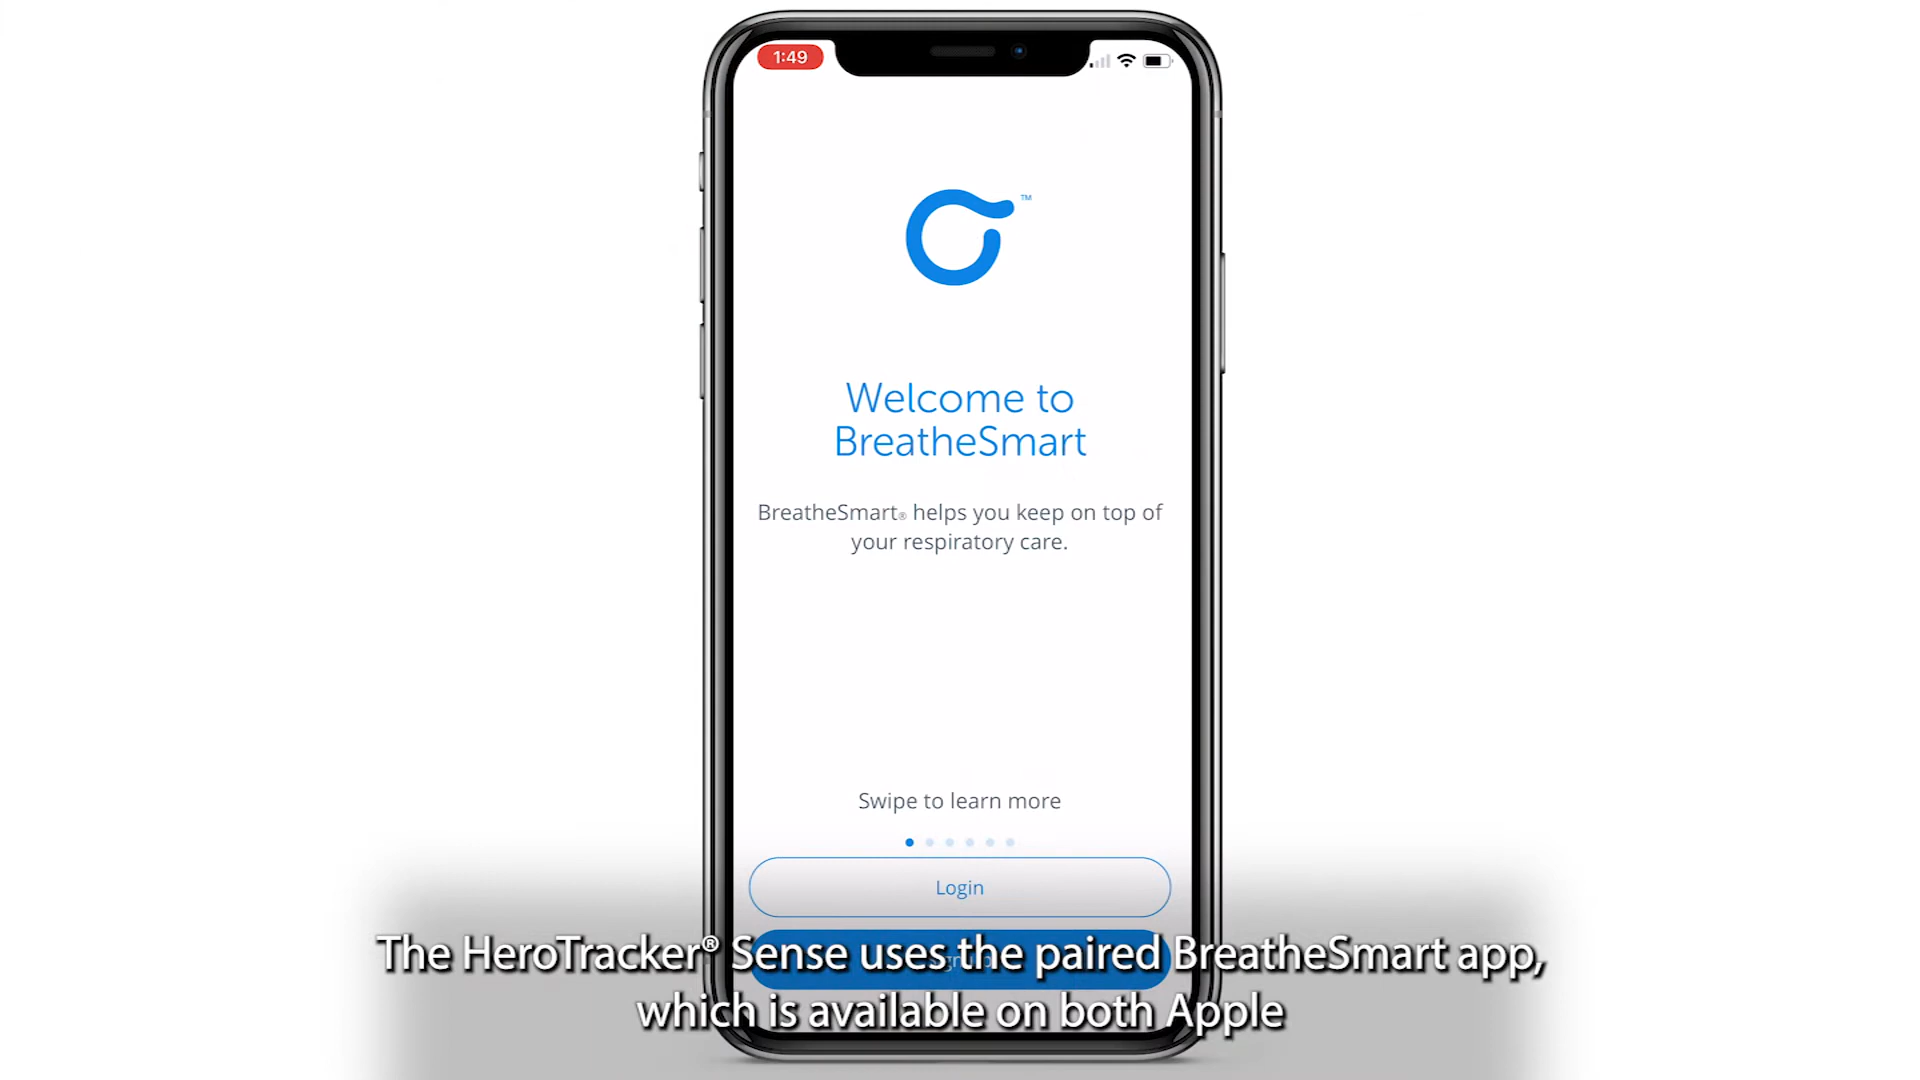 1:49
TM
Welcome to
BreatheSmart
BreatheSmart® helps you keep on top of
your respiratory care.
Swipe to learn more
Login
The HeroTracker® Sense uses the paired BreatheSmart app,
which is available on both Apple